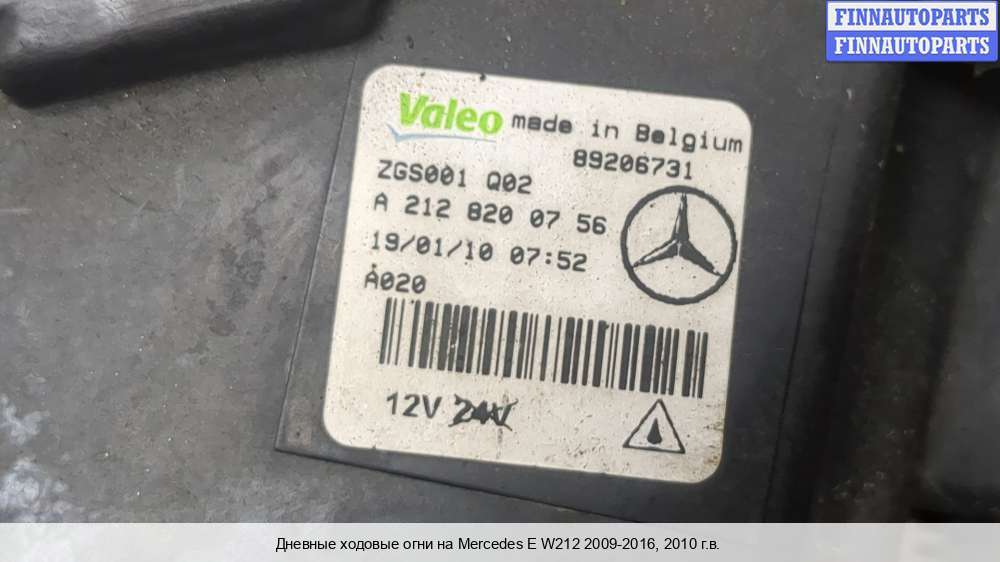 FINNAUTOPARTS
FINNAUTOPARTS
Valeo made in Belgium
89206731
ZGS001 Q02
A 212 820 07 56
19/01/10 07:52
A020
12V 24V
Дневные ходовые огни на Mercedes E W212 2009-2016, 2010 г.в.